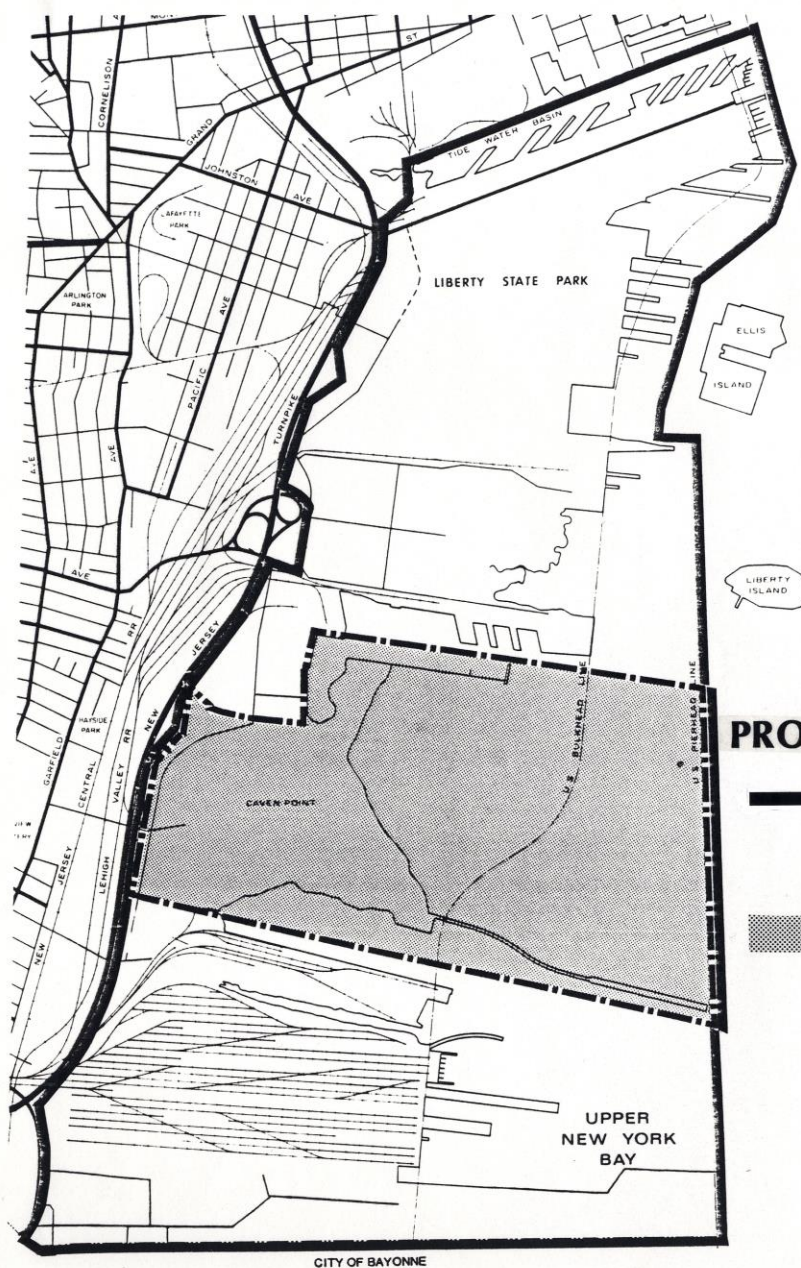 MON
CORNELISON
GRAND
ST
JOHNSTON
AVE
TIDE WATER BASIN
LAFAYETTE
PARK
LIBERTY STATE PARK
ARLINGTON
PARK
PACIFIC
AVE
ELLIS
ISLAND
TURNPIKE
AVE
AVE
AVE
LIBERTY
ISLAND
JERSEY
NEW
RR
BAYSIDE
PARK
U.S. BULKHEAD LINE
U.S. PIERHEAD LINE
PRO
GARFIELD
CENTRAL
VALLEY RR
CAVEN POINT
JERSEY
LEHIGH
NEW
UPPER
NEW YORK
BAY
CITY OF BAYONNE